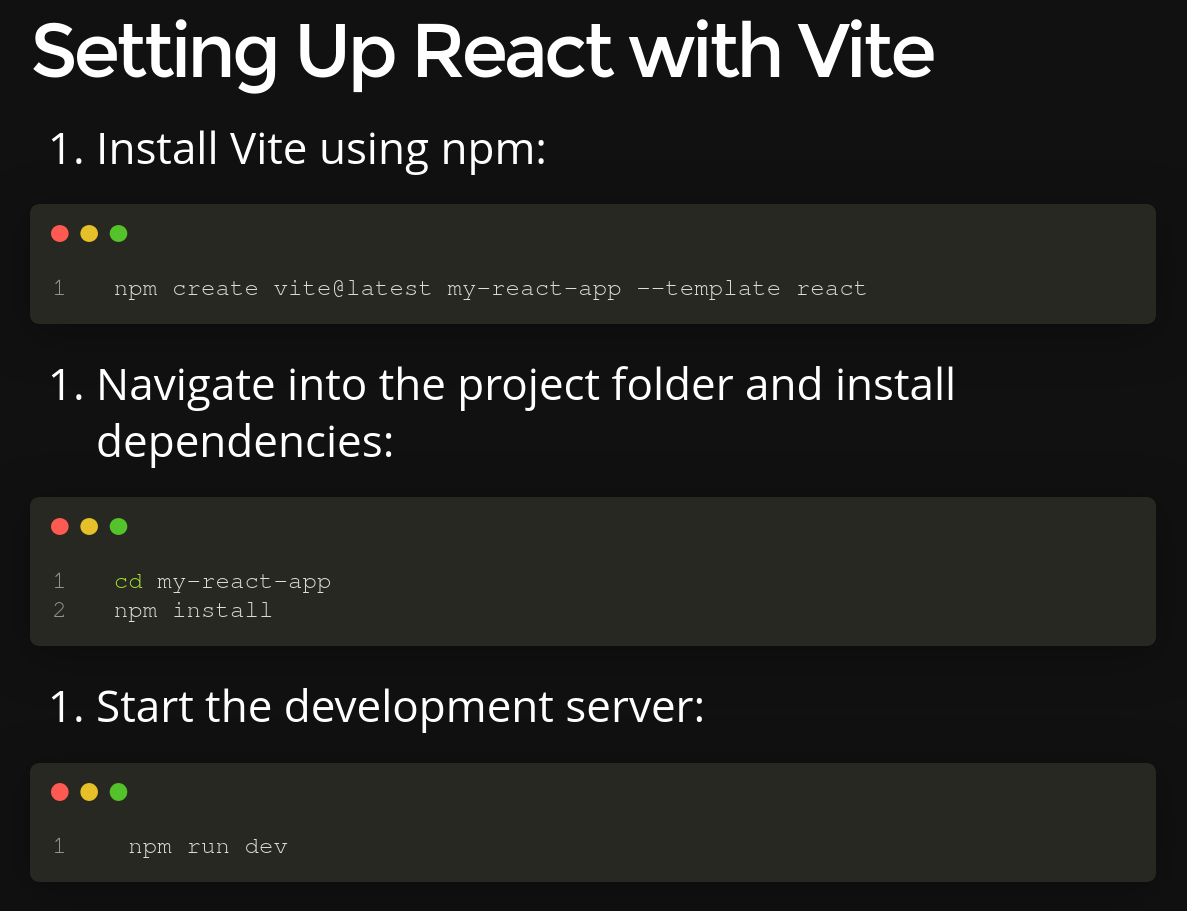 Setting Up React with Vite
1. Install Vite using npm:
1 npm create vite@latest my-react-app --template react
1. Navigate into the project folder and install
dependencies:
1 cd my-react-app
2 npm install
1. Start the development server:
1 npm run dev